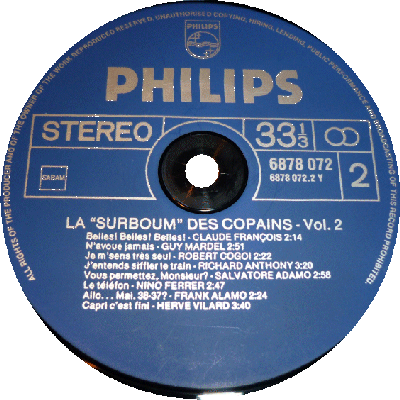 ALL RIGHTS OF THE PRODUCER AND OF THE OWNER OF THE WORK REPRODUCED RESERVED. UNAUTHORISED COPYING, HIRING, LENDING, PUBLIC PERFORMANCE AND BROADCASTING OF THIS RECORD PROHIBITED.
PHILIPS
PHILIPS
STEREO
33 1/3
SABAM
6878 072
6878 072.2 Y
2
LA "SURBOUM" DES COPAINS - Vol. 2
Belles! Belles! Belles! - CLAUDE FRANÇOIS 2:14
N'avoue jamais - GUY MARDEL 2:51
Je m'sens très seul - ROBERT COGOI 2:22
J'entends siffler le train - RICHARD ANTHONY 3:20
Vous permettez, Monsieur? - SALVATORE ADAMO 2:58
Le téléfon - NINO FERRER 2:47
Allo... Mai. 38-37? - FRANK ALAMO 2:24
Capri c'est fini - HERVE VILARD 3:40